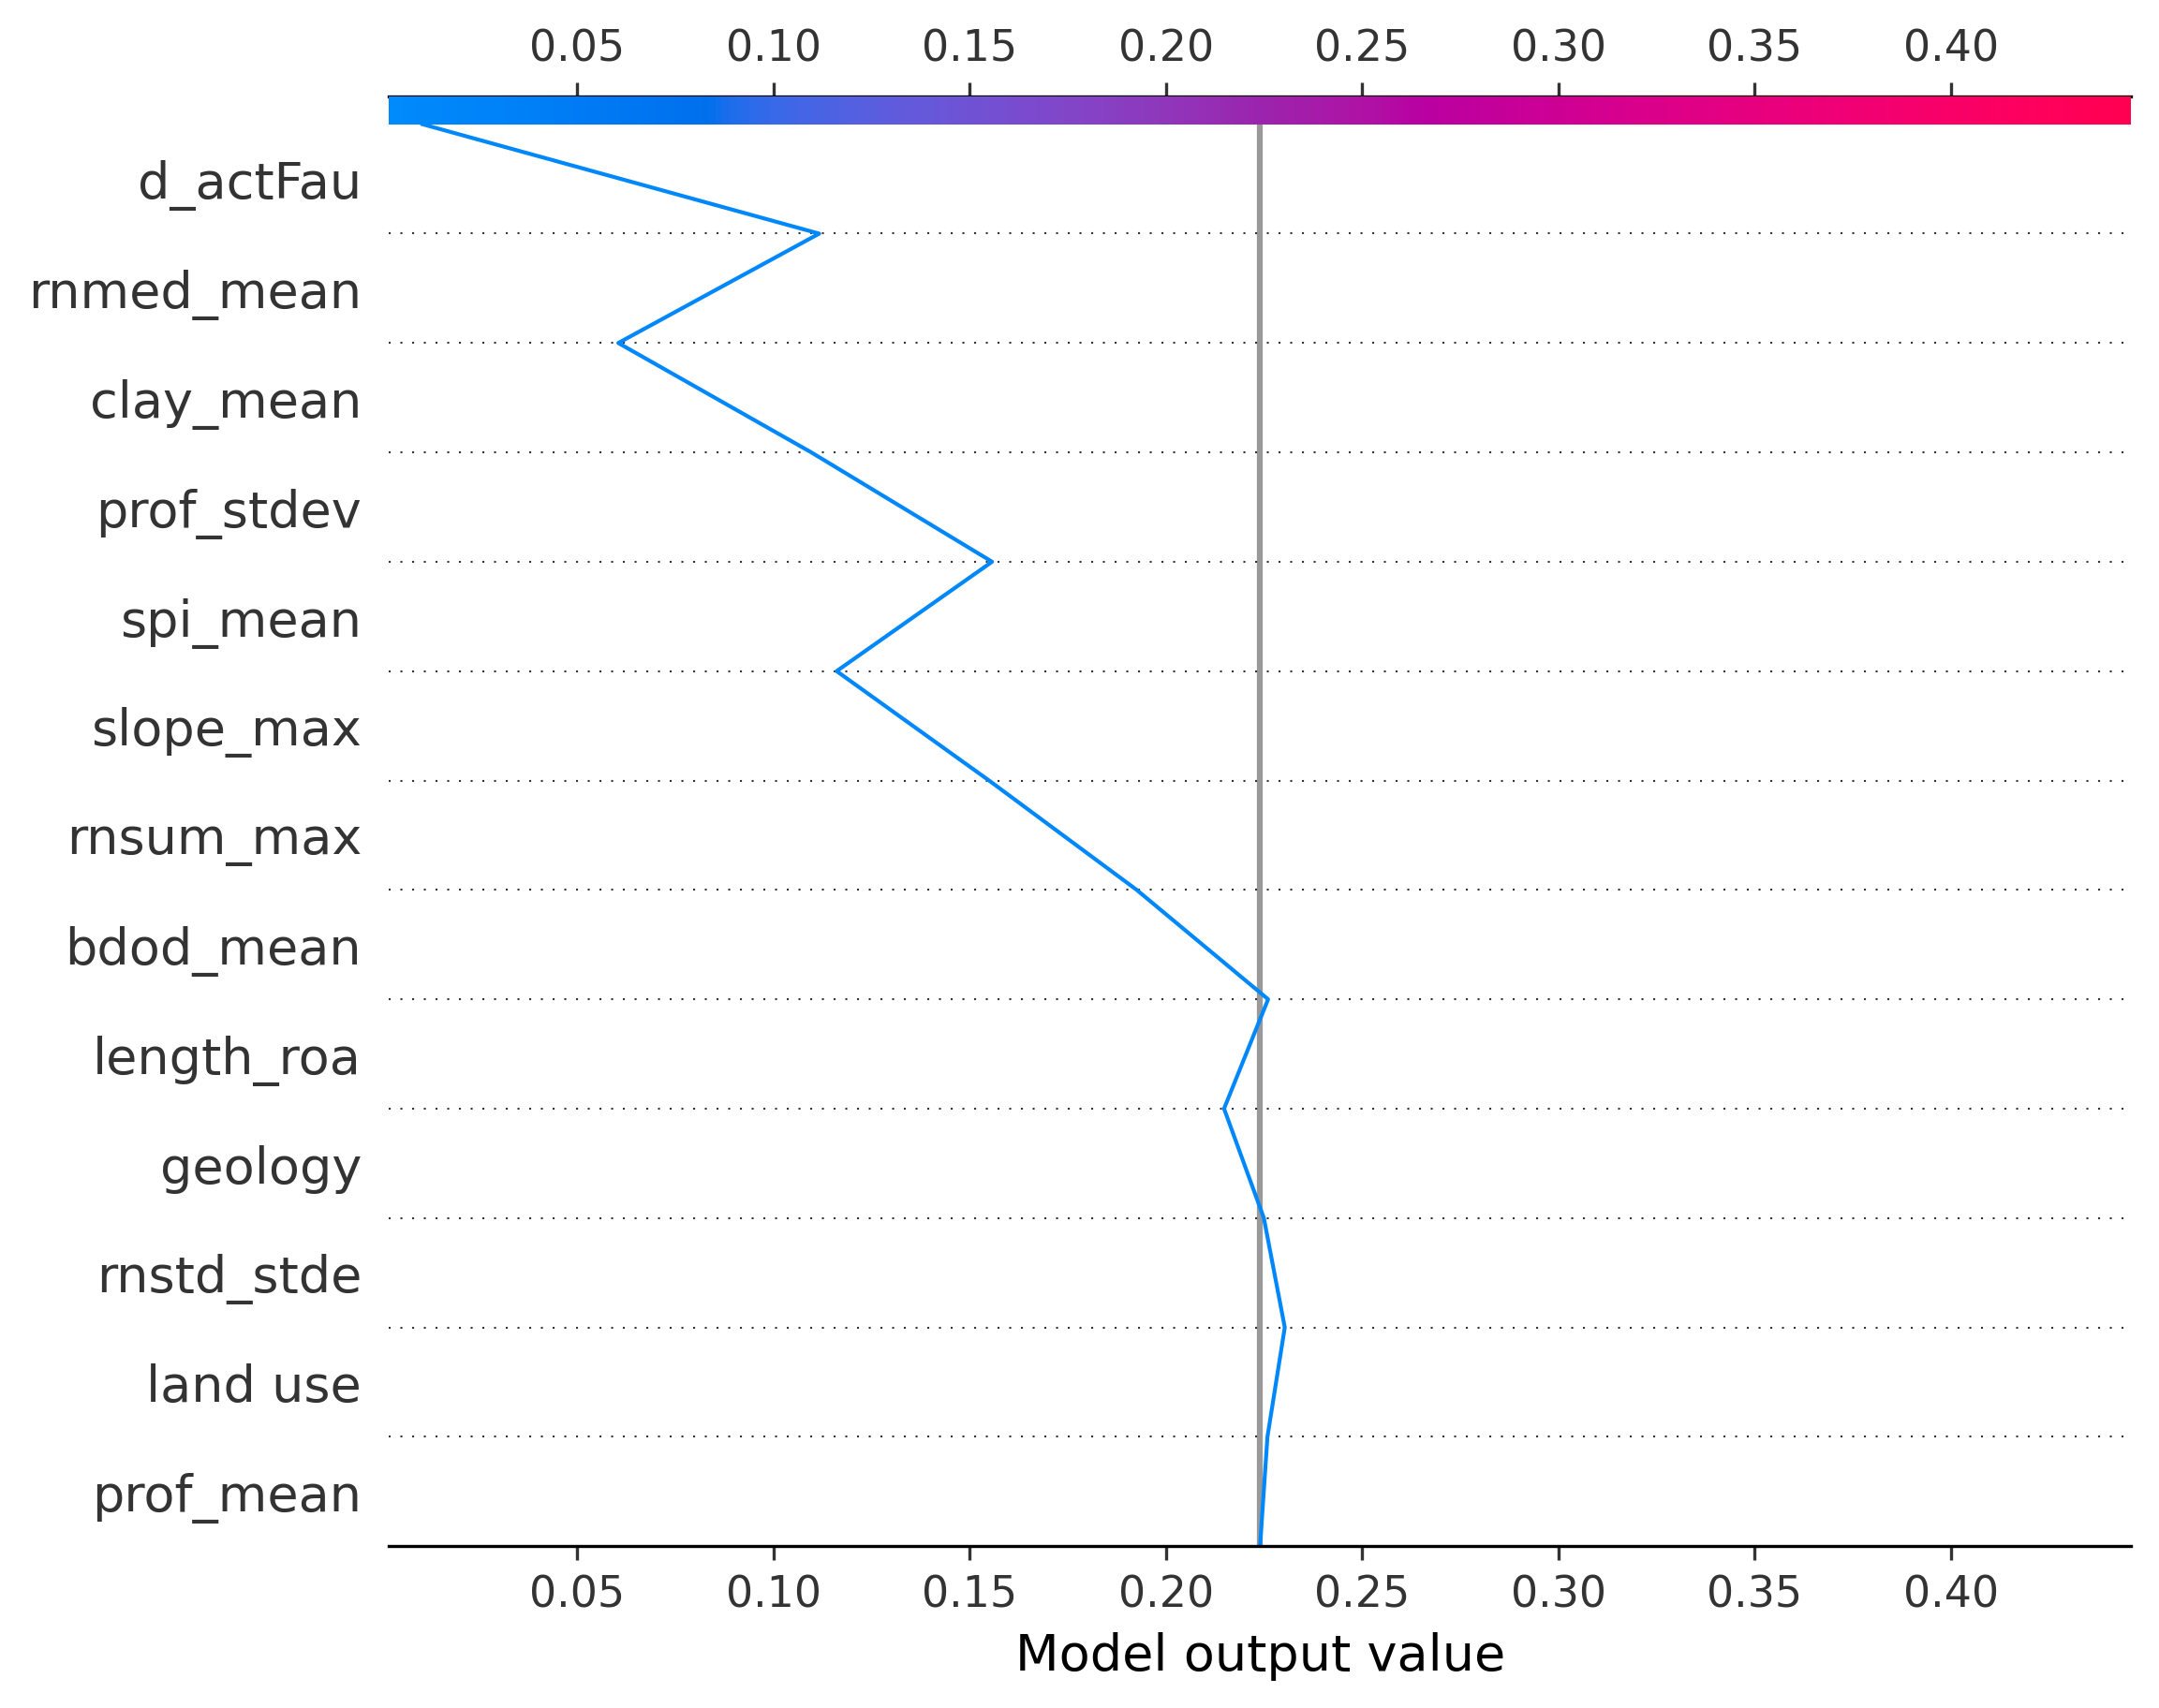 0.05 0.10 0.15 0.20 0.25 0.30 0.35 0.40
d_actFau
rnmed_mean
clay_mean
prof_stdev
spi_mean
slope_max
rnsum_max
bdod_mean
length_roa
geology
rnstd_stde
land use
prof_mean
0.05 0.10 0.15 0.20 0.25 0.30 0.35 0.40
Model output value